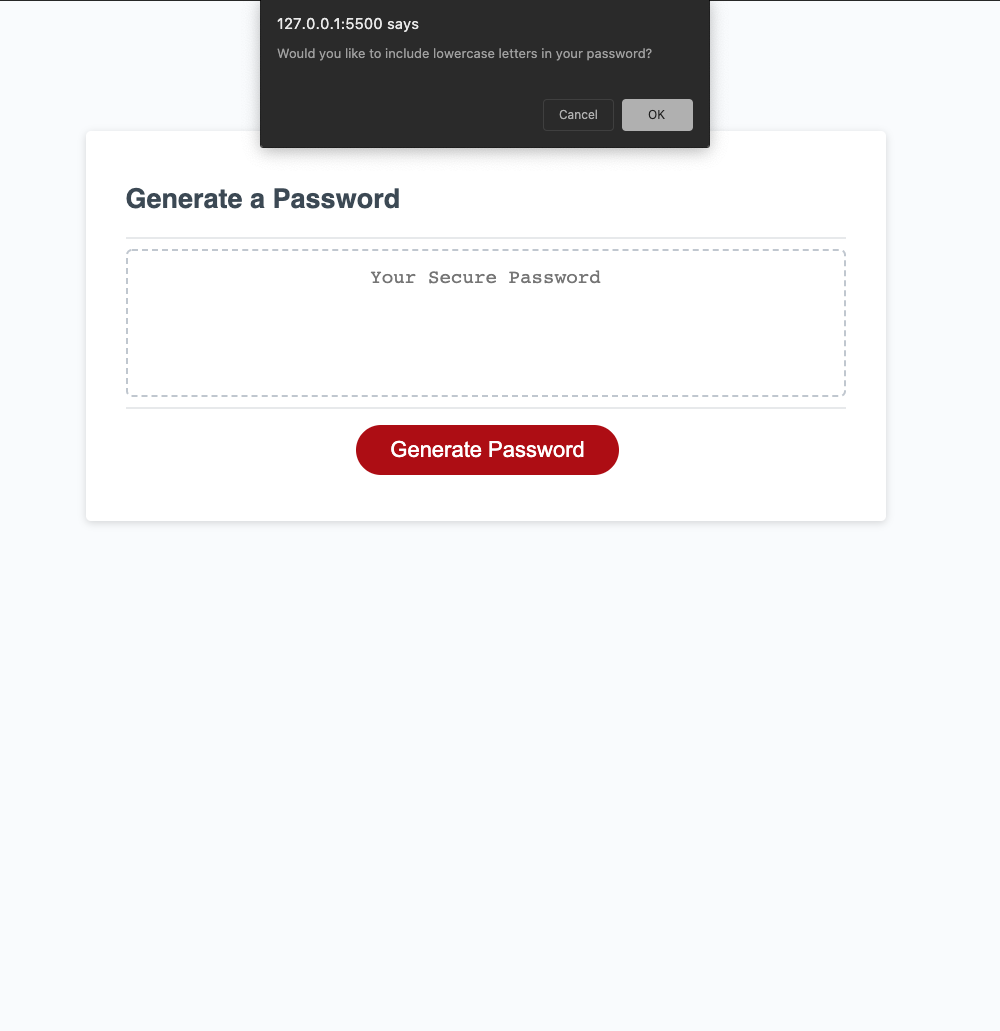 127.0.0.1:5500 says
Would you like to include lowercase letters in your password?
Cancel
OK
Generate a Password
Your Secure Password
Generate Password